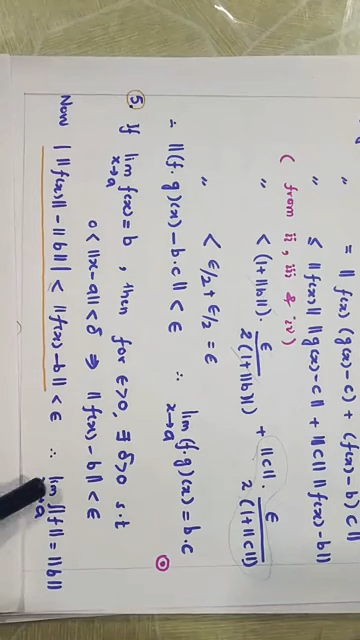 〃 = || f(x) (g(x)-c) + (f(x)-b) c ||
〃 ≤ || f(x)|| ||g(x)-c|| + ||c|| || f(x)-b||
( from ii, iii & iv)
〃 < (1+||b||). ε/2(1+||b||) + ||c||. ε/2(1+||c||)
〃 < ε/2 + ε/2 = ε
∴ ||(f.g)(x) - b.c|| < ε ∴ lim x→a (f.g)(x) = b.c
5. If lim x→a f(x) = b, then for ε>0, ∃ δ>0 s.t
0 < ||x-a|| < δ ⇒ || f(x) - b|| < ε
Now | ||f(x)|| - ||b|| | < ||f(x)-b|| < ε ∴ lim x→a ||f|| = ||b||